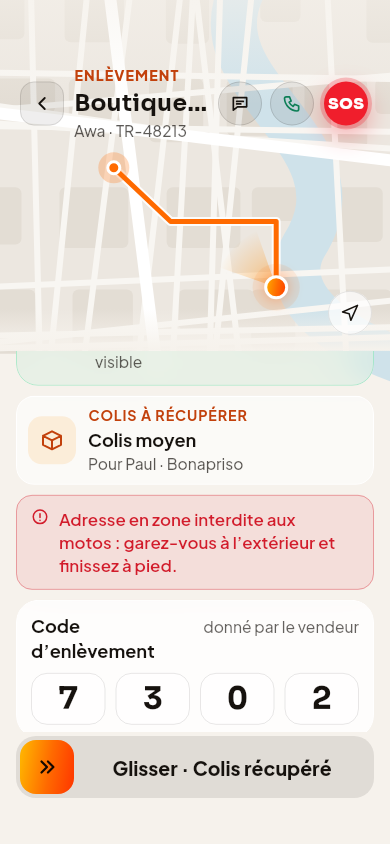 ENLÈVEMENT
Boutique...
SOS
Awa · TR-48213
visible
COLIS À RÉCUPÉRER
Colis moyen
Pour Paul · Bonapriso
Adresse en zone interdite aux
motos : garez-vous à l’extérieur et
finissez à pied.
Code
d’enlèvement
donné par le vendeur
7 3 0 2
Glisser · Colis récupéré